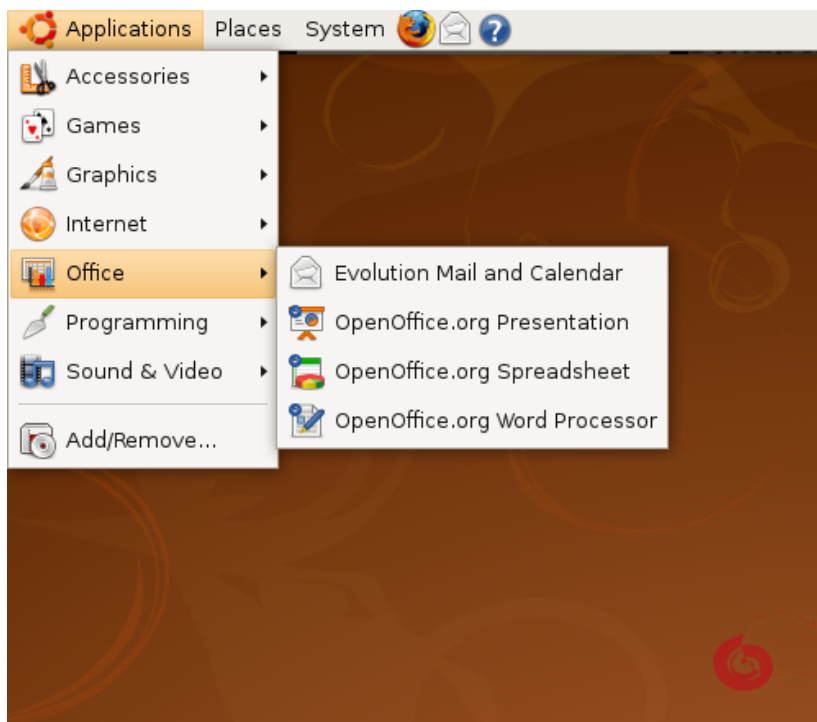 Applications Places System
Accessories
Games
Graphics
Internet
Office
Evolution Mail and Calendar
Programming
OpenOffice.org Presentation
Sound & Video
OpenOffice.org Spreadsheet
Add/Remove...
OpenOffice.org Word Processor